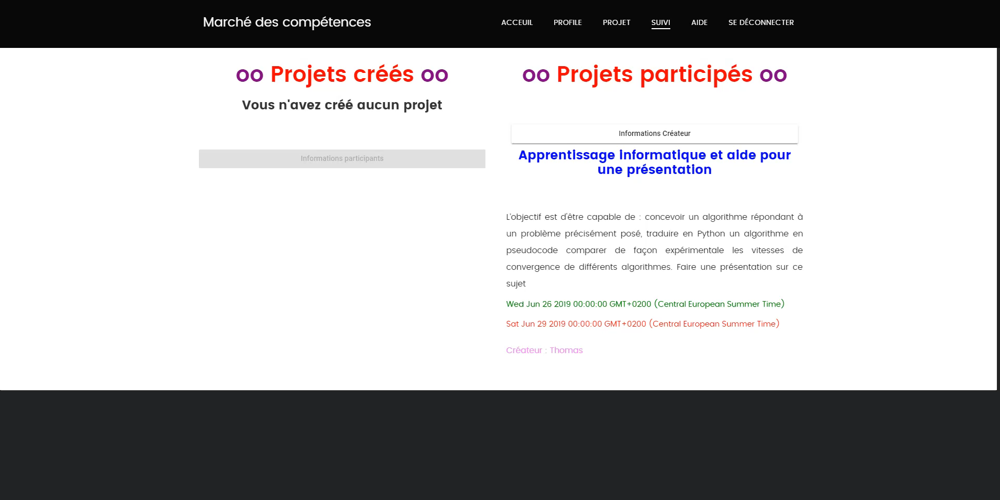 Marché des compétences
ACCEUIL PROFILE PROJET SUIVI AIDE SE DÉCONNECTER
oo Projets créés oo
Vous n'avez créé aucun projet
Informations participants
oo Projets participés oo
Informations Créateur
Apprentissage informatique et aide pour
une présentation
L'objectif est d'être capable de : concevoir un algorithme répondant à
un problème précisément posé, traduire en Python un algorithme en
pseudocode comparer de façon expérimentale les vitesses de
convergence de différents algorithmes. Faire une présentation sur ce
sujet
Wed Jun 26 2019 00:00:00 GMT+0200 (Central European Summer Time)
Sat Jun 29 2019 00:00:00 GMT+0200 (Central European Summer Time)
Créateur : Thomas